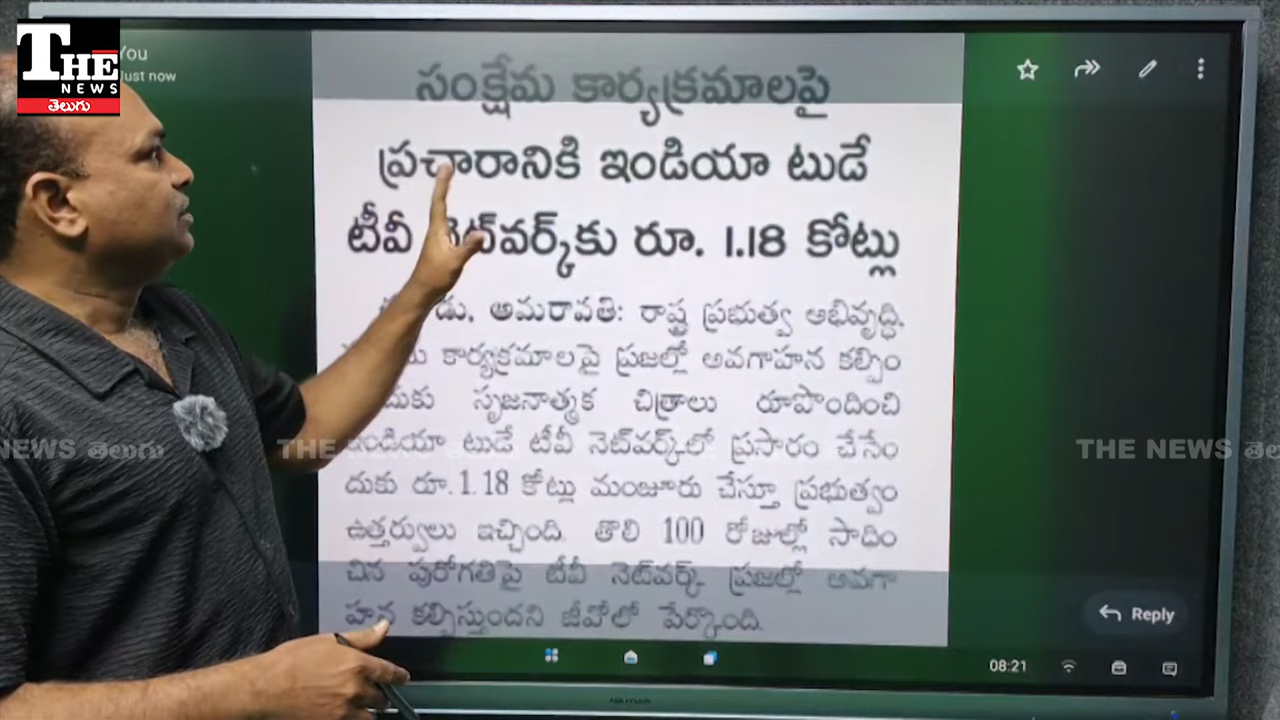 THE
NEWS
తెలుగు
You
Just now
సంక్షేమ కార్యక్రమాలపై
ప్రచారానికి ఇండియా టుడే
టీవీ నెట్‌వర్క్‌కు రూ. 1.18 కోట్లు
అమరావతి: రాష్ట్ర ప్రభుత్వ అభివృద్ధి,
కార్యక్రమాలపై ప్రజల్లో అవగాహన కల్పిం
దుకు సృజనాత్మక చిత్రాలు రూపొందించి
ఇండియా టుడే టీవీ నెట్‌వర్క్‌లో ప్రసారం చేసేం
దుకు రూ.1.18 కోట్లు మంజూరు చేస్తూ ప్రభుత్వం
ఉత్తర్వులు ఇచ్చింది. తొలి 100 రోజుల్లో సాధిం
చిన పురోగతిపై టీవీ నెట్‌వర్క్ ప్రజల్లో అవగా
హన కల్పిస్తుందని జీవోలో పేర్కొంది.
Reply
08:21
NEWS తెలుగు
THE NEWS తెలుగు
THE NEWS తెలు